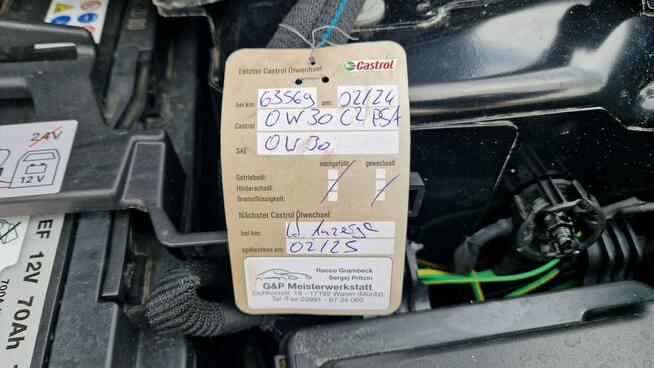 Letzter Castrol Ölwechsel
Castrol
bei km: 63569 am: 02/24
Castrol 0W30 C2 PSA
SAE 0W30
nachgefüllt gewechselt
Getriebeöl:
Hinterachsöl:
Bremsflüssigkeit:
Nächster Castrol Ölwechsel
bei km: W. Anzeige
spätestens am: 02/25
Rocco Grambeck
Sergej Pritcin
G&P Meisterwerkstatt
Eichholzstr. 19 - 17192 Waren (Müritz)
Tel./Fax 03991 - 67 34 060
24V
12V
EF 12V 70Ah